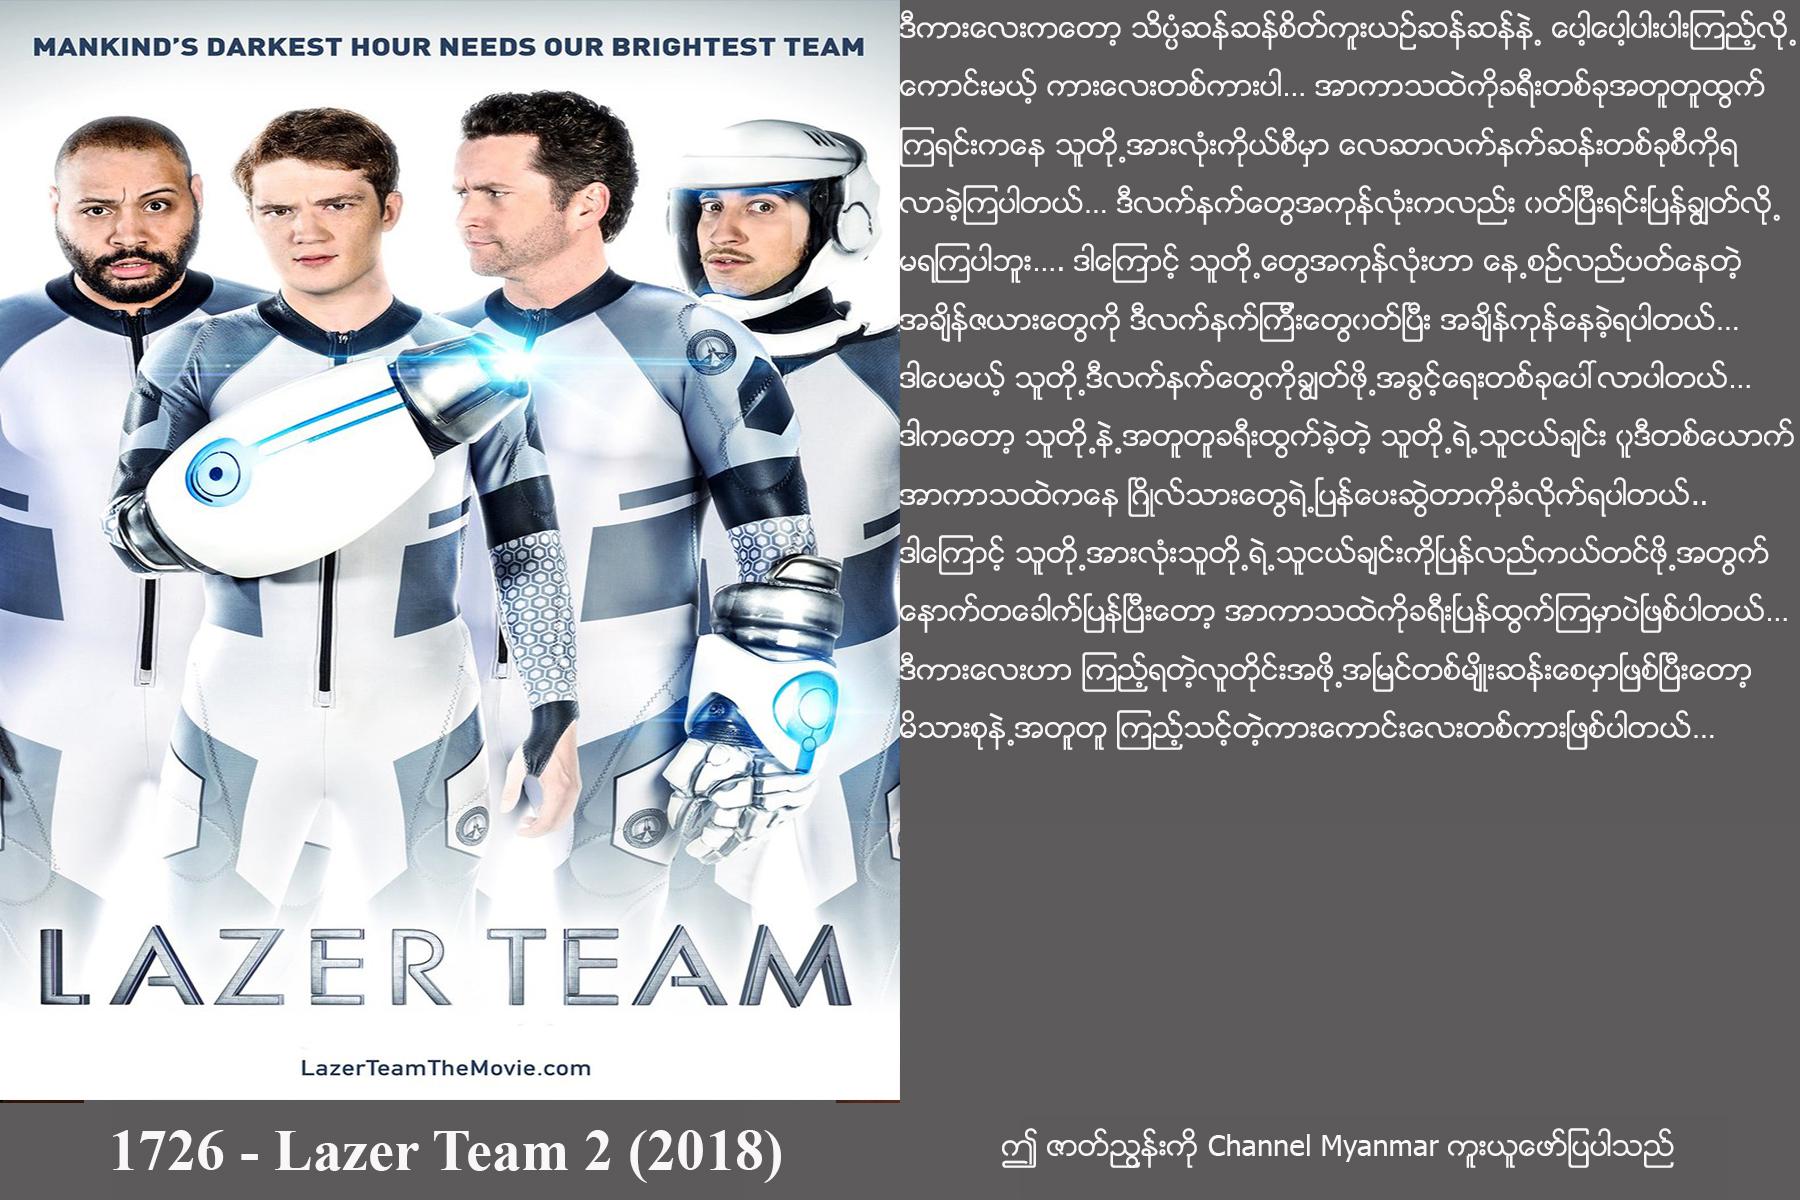 MANKIND'S DARKEST HOUR NEEDS OUR BRIGHTEST TEAM
LAZER TEAM
LazerTeamTheMovie.com
1726 - Lazer Team 2 (2018)
ဒီကားလေးကတော့ သိပ္ပံဆန်ဆန်စိတ်ကူးယဉ်ဆန်ဆန်နဲ့ ပေါ့ပေါ့ပါးပါးကြည့်လို့
ကောင်းမယ့် ကားလေးတစ်ကားပါ... အာကာသထဲကိုခရီးတစ်ခုအတူတူထွက်
ကြရင်းကနေ သူတို့အားလုံးကိုယ်စီမှာ လေဆာလက်နက်ဆန်းတစ်ခုစီကိုရ
လာခဲ့ကြပါတယ်... ဒီလက်နက်တွေအကုန်လုံးကလည်း ဝတ်ပြီးရင်းပြန်ချွတ်လို့
မရကြပါဘူး.... ဒါကြောင့် သူတို့တွေအကုန်လုံးဟာ နေ့စဉ်လည်ပတ်နေတဲ့
အချိန်ဇယားတွေကို ဒီလက်နက်ကြီးတွေဝတ်ပြီး အချိန်ကုန်နေခဲ့ရပါတယ်...
ဒါပေမယ့် သူတို့ဒီလက်နက်တွေကိုချွတ်ဖို့အခွင့်ရေးတစ်ခုပေါ်လာပါတယ်...
ဒါကတော့ သူတို့နဲ့အတူတူခရီးထွက်ခဲ့တဲ့ သူတို့ရဲ့သူငယ်ချင်း ဝူဒီတစ်ယောက်
အာကာသထဲကနေ ဂြိုလ်သားတွေရဲ့ပြန်ပေးဆွဲတာကိုခံလိုက်ရပါတယ်..
ဒါကြောင့် သူတို့အားလုံးသူတို့ရဲ့သူငယ်ချင်းကိုပြန်လည်ကယ်တင်ဖို့အတွက်
နောက်တခေါက်ပြန်ပြီးတော့ အာကာသထဲကိုခရီးပြန်ထွက်ကြမှာပဲဖြစ်ပါတယ်...
ဒီကားလေးဟာ ကြည့်ရတဲ့လူတိုင်းအဖို့အမြင်တစ်မျိုးဆန်းစေမှာဖြစ်ပြီးတော့
မိသားစုနဲ့အတူတူ ကြည့်သင့်တဲ့ကားကောင်းလေးတစ်ကားဖြစ်ပါတယ်...
ဤ ဇာတ်ညွှန်းကို Channel Myanmar ကူးယူဖော်ပြပါသည်